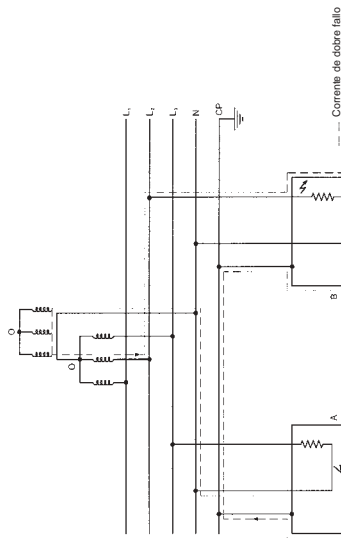 O
O
L₁
L₂
L₃
N
CP
B
A
Corrente de dobre fallo